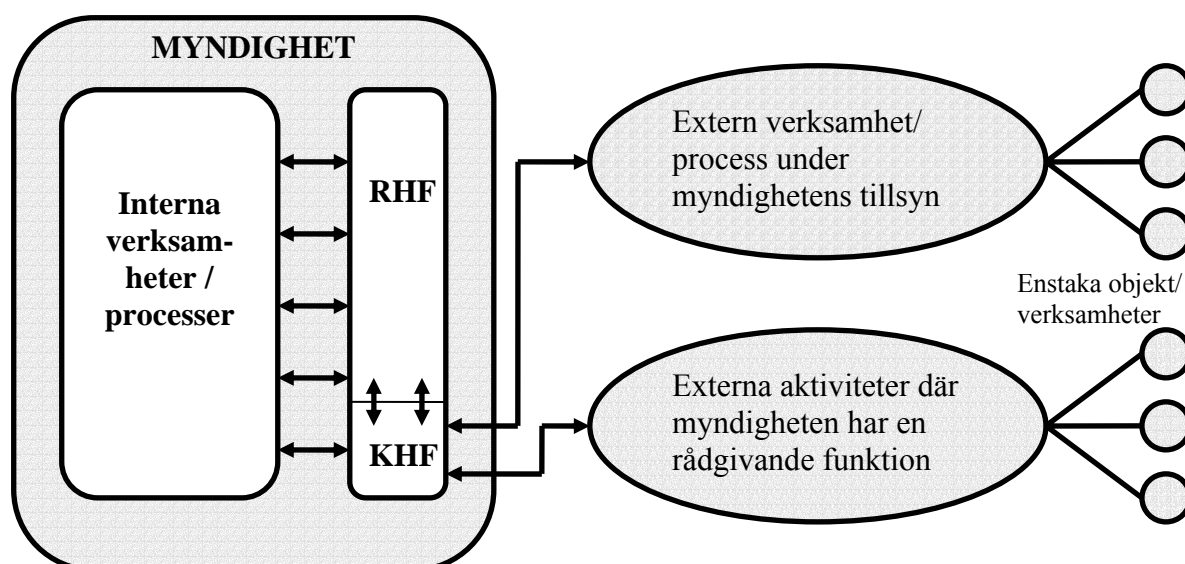 MYNDIGHET
Interna
verksam-
heter /
processer
RHF
KHF
Extern verksamhet/
process under
myndighetens tillsyn
Enstaka objekt/
verksamheter
Externa aktiviteter där
myndigheten har en
rådgivande funktion